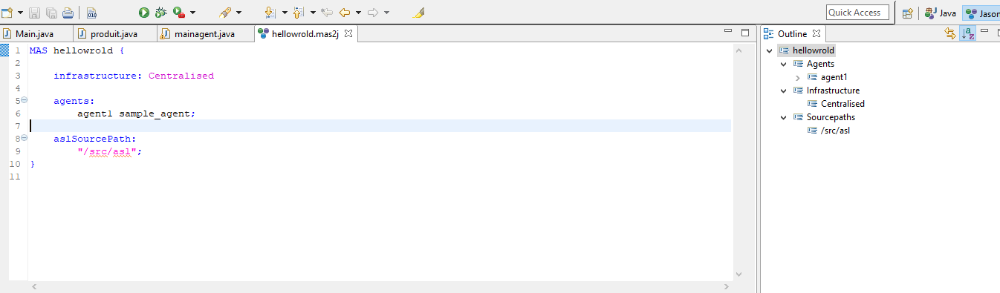 Quick Access
Java
Jason
Main.java
produit.java
mainagent.java
hellowrold.mas2j
Outline
1 MAS hellowrold {
2
3 infrastructure: Centralised
4
5 agents:
6 agent1 sample_agent;
7
8 aslSourcePath:
9 "/src/asl";
10 }
11
hellowrold
Agents
agent1
Infrastructure
Centralised
Sourcepaths
/src/asl